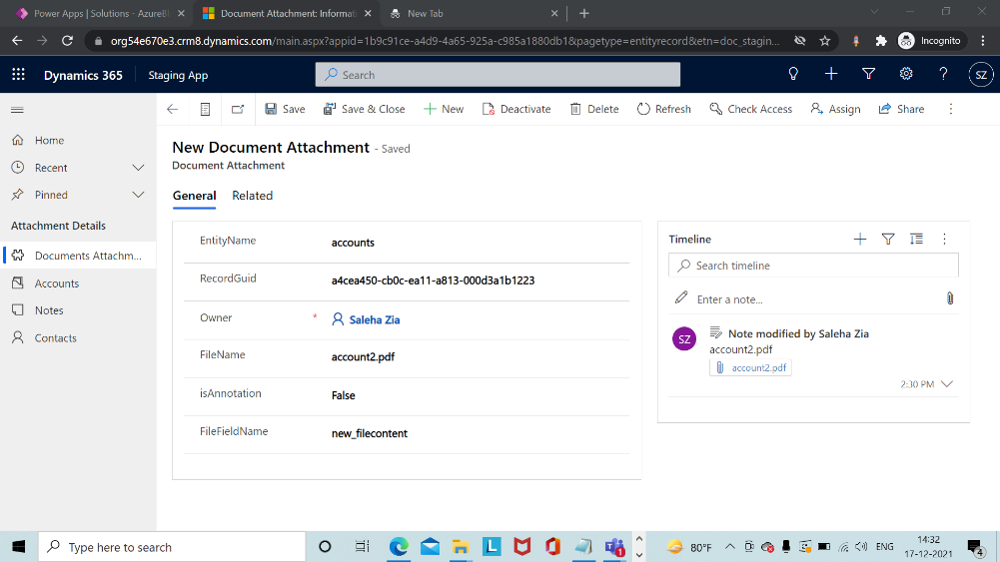 Power Apps | Solutions - AzureBl
Document Attachment: Informat
New Tab
org54e670e3.crm8.dynamics.com/main.aspx?appid=1b9c91ce-a4d9-4a65-925a-c985a1880db1&pagetype=entityrecord&etn=doc_stagin...
Incognito
Dynamics 365
Staging App
Search
SZ
Save
Save & Close
New
Deactivate
Delete
Refresh
Check Access
Assign
Share
Home
Recent
Pinned
Attachment Details
Documents Attachm...
Accounts
Notes
Contacts
New Document Attachment - Saved
Document Attachment
General
Related
EntityName
accounts
RecordGuid
a4cea450-cb0c-ea11-a813-000d3a1b1223
Owner
*
Saleha Zia
FileName
account2.pdf
isAnnotation
False
FileFieldName
new_filecontent
Timeline
Search timeline
Enter a note...
SZ
Note modified by Saleha Zia
account2.pdf
account2.pdf
2:30 PM
Type here to search
L
1
80°F
ENG
14:32
17-12-2021
4